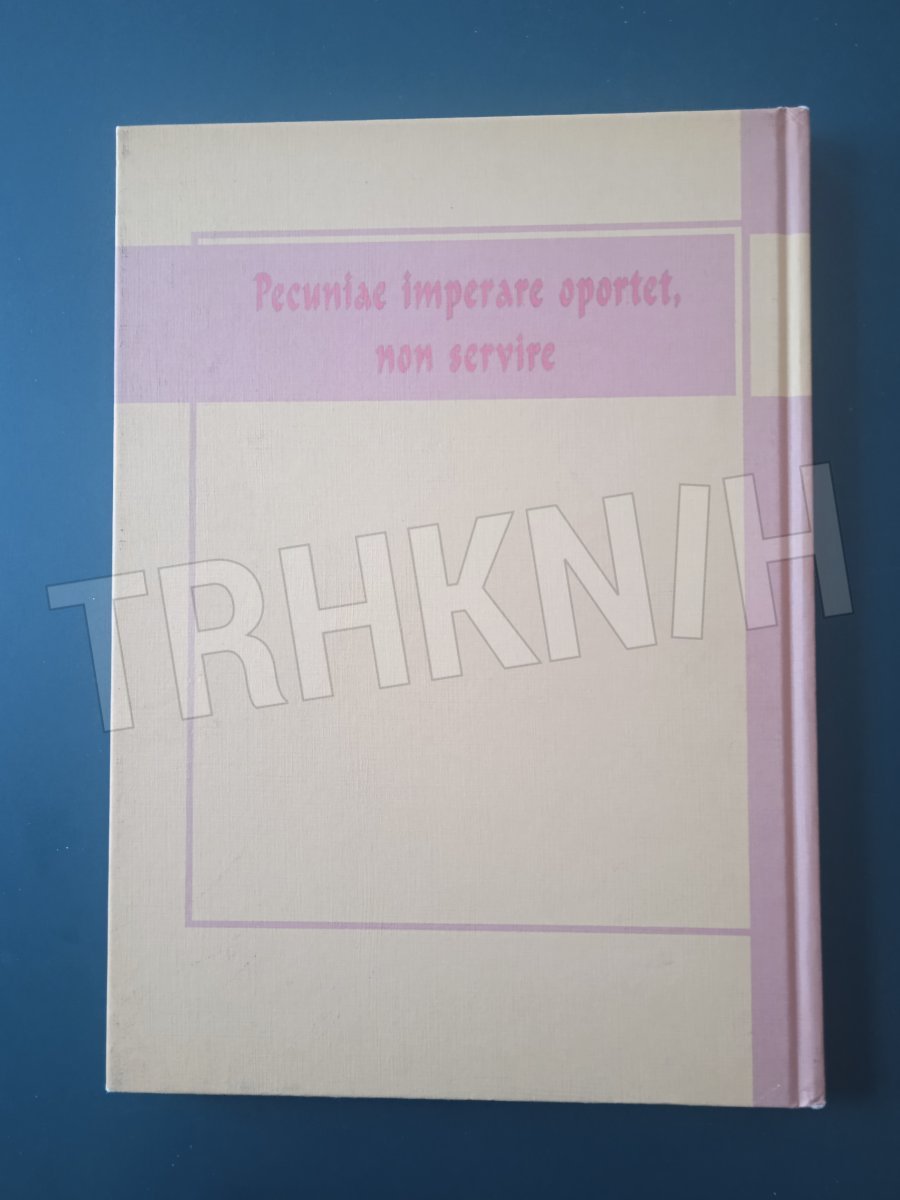 Pecuniae imperare oportet,
non servire
TRHKNIH